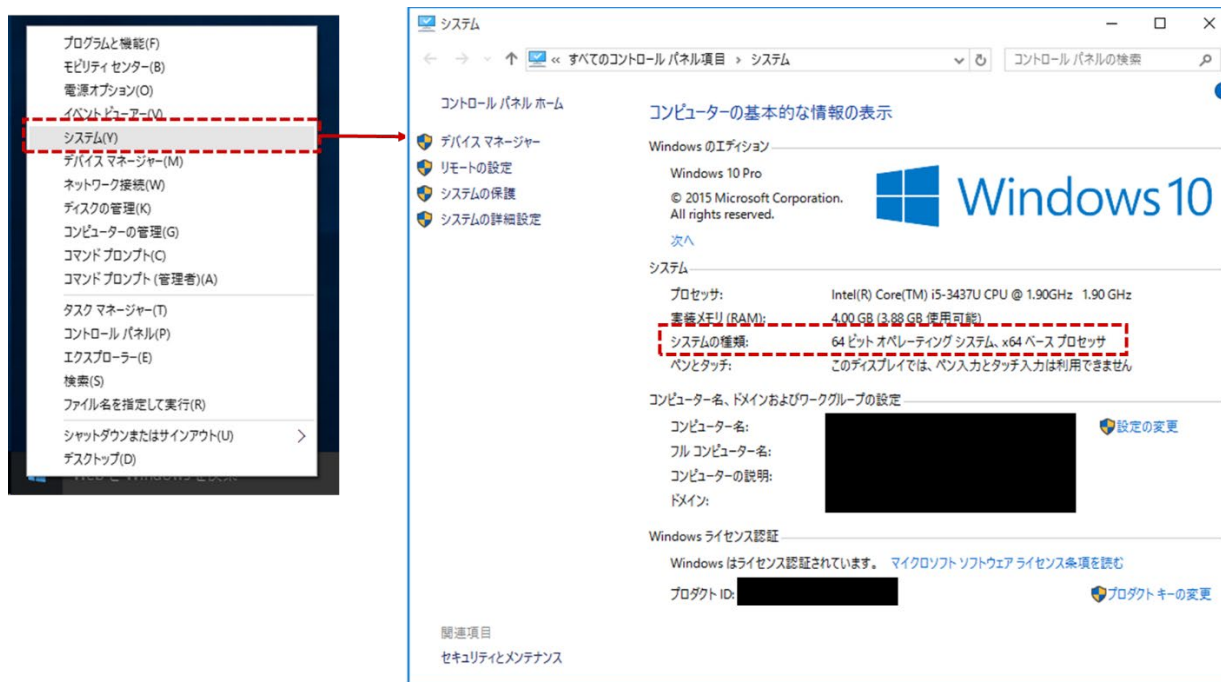 プログラムと機能(F)
モビリティ センター(B)
電源オプション(O)
イベント ビューアー(V)
システム(Y)
デバイス マネージャー(M)
ネットワーク接続(W)
ディスクの管理(K)
コンピューターの管理(G)
コマンド プロンプト(C)
コマンド プロンプト (管理者)(A)
タスク マネージャー(T)
コントロール パネル(P)
エクスプローラー(E)
検索(S)
ファイル名を指定して実行(R)
シャットダウンまたはサインアウト(U)
デスクトップ(D)
Web と Windows を検索
システム
« すべてのコントロール パネル項目 › システム
コントロール パネルの検索
コントロール パネル ホーム
デバイス マネージャー
リモートの設定
システムの保護
システムの詳細設定
コンピューターの基本的な情報の表示
Windows のエディション
Windows 10 Pro
© 2015 Microsoft Corporation.
All rights reserved.
次へ
Windows 10
システム
プロセッサ: Intel(R) Core(TM) i5-3437U CPU @ 1.90GHz 1.90 GHz
実装メモリ (RAM): 4.00 GB (3.88 GB 使用可能)
システムの種類: 64 ビット オペレーティング システム、x64 ベース プロセッサ
ペンとタッチ: このディスプレイでは、ペン入力とタッチ入力は利用できません
コンピューター名、ドメインおよびワークグループの設定
コンピューター名:
設定の変更
フル コンピューター名:
コンピューターの説明:
ドメイン:
Windows ライセンス認証
Windows はライセンス認証されています。 マイクロソフト ソフトウェア ライセンス条項を読む
プロダクト ID:
プロダクト キーの変更
関連項目
セキュリティとメンテナンス